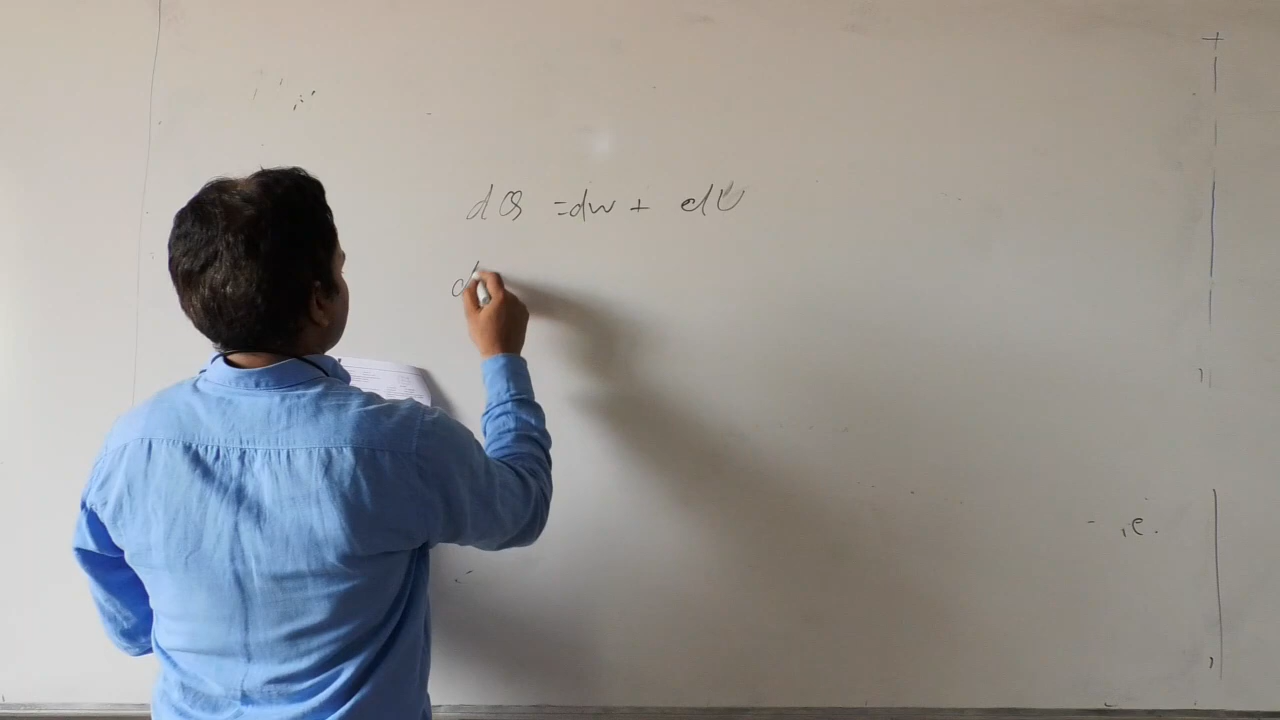 dQ = dw + dU
d